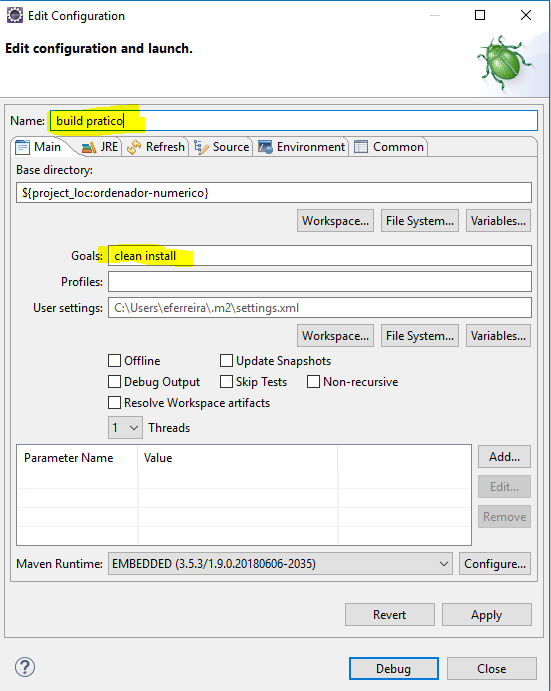 Edit Configuration
Edit configuration and launch.
Name: build pratico
Main JRE Refresh Source Environment Common
Base directory:
${project_loc:ordenador-numerico}
Workspace... File System... Variables...
Goals: clean install
Profiles:
User settings: C:\Users\eferreira\.m2\settings.xml
Workspace... File System... Variables...
Offline Update Snapshots
Debug Output Skip Tests Non-recursive
Resolve Workspace artifacts
1 Threads
Parameter Name Value Add...
Edit...
Remove
Maven Runtime: EMBEDDED (3.5.3/1.9.0.20180606-2035) Configure...
Revert Apply
? Debug Close